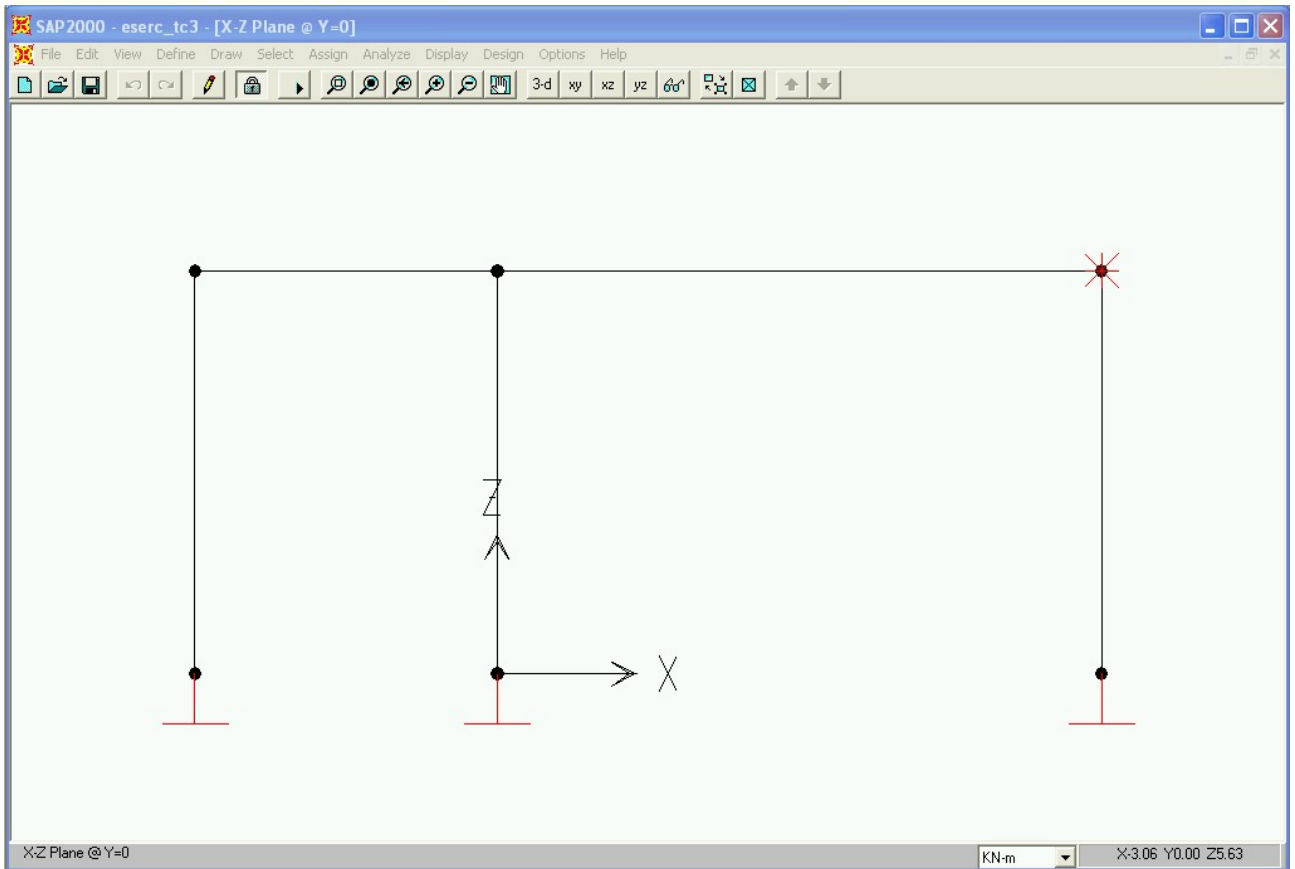 SAP2000 - eserc_tc3 - [X-Z Plane @ Y=0]
File Edit View Define Draw Select Assign Analyze Display Design Options Help
3-d xy xz yz
Z
X
X-Z Plane @ Y=0 KN-m X-3.06 Y0.00 Z5.63